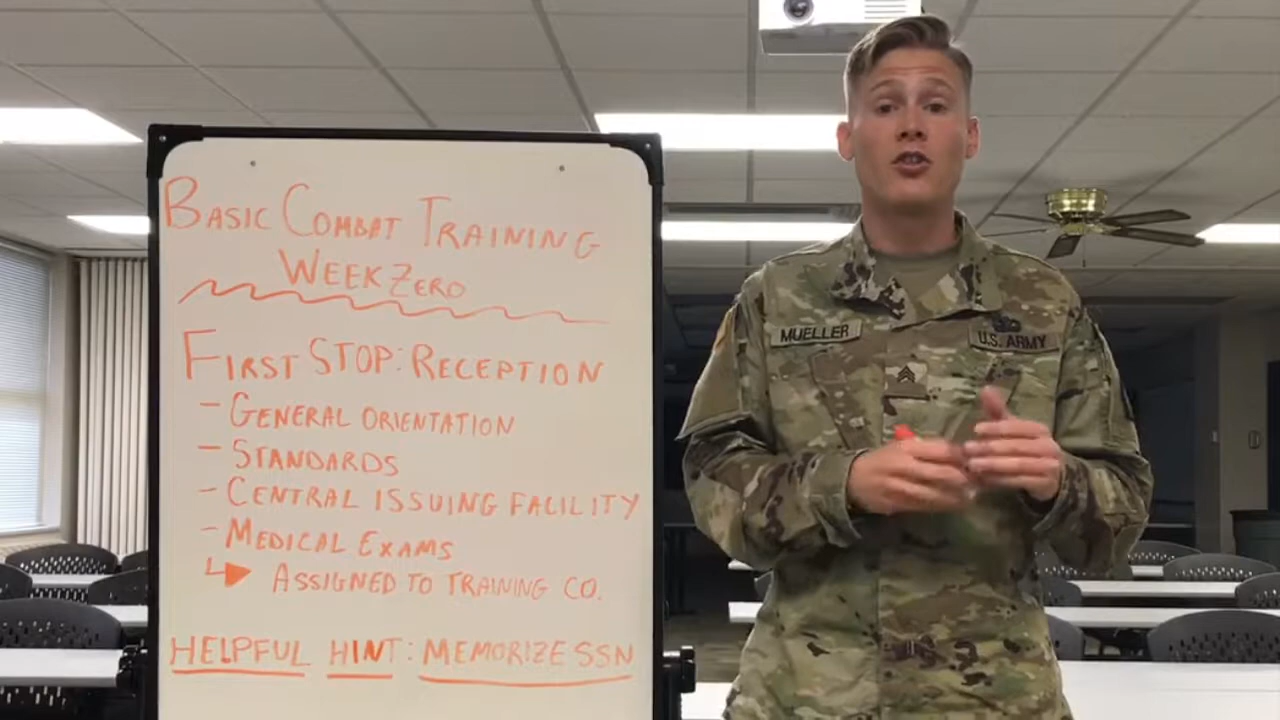 BASIC COMBAT TRAINING
WEEK ZERO
FIRST STOP: RECEPTION
- GENERAL ORIENTATION
- STANDARDS
- CENTRAL ISSUING FACILITY
- MEDICAL EXAMS
↳ ASSIGNED TO TRAINING CO.
HELPFUL HINT: MEMORIZE SSN
MUELLER
U.S. ARMY